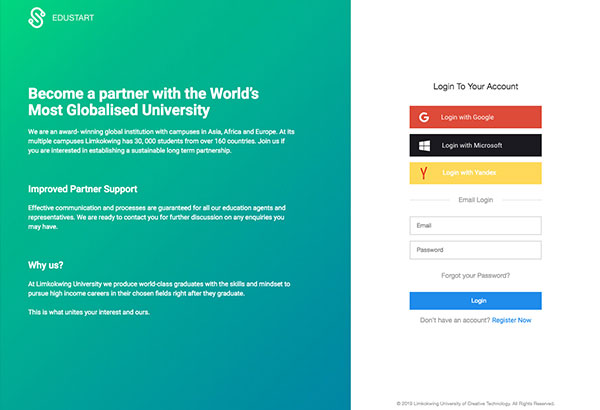 EDUSTART
Become a partner with the World's
Most Globalised University
We are an award- winning global institution with campuses in Asia, Africa and Europe. At its
multiple campuses Limkokwing has 30, 000 students from over 160 countries. Join us if
you are interested in establishing a sustainable long term partnership.
Improved Partner Support
Effective communication and processes are guaranteed for all our education agents and
representatives. We are ready to contact you for further discussion on any enquiries you
may have.
Why us?
At Limkokwing University we produce world-class graduates with the skills and mindset to
pursue high income careers in their chosen fields right after they graduate.
This is what unites your interest and ours.
Login To Your Account
Login with Google
Login with Microsoft
Login with Yandex
Email Login
Email
Password
Forgot your Password?
Login
Don't have an account? Register Now
© 2019 Limkokwing University of Creative Technology. All Rights Reserved.